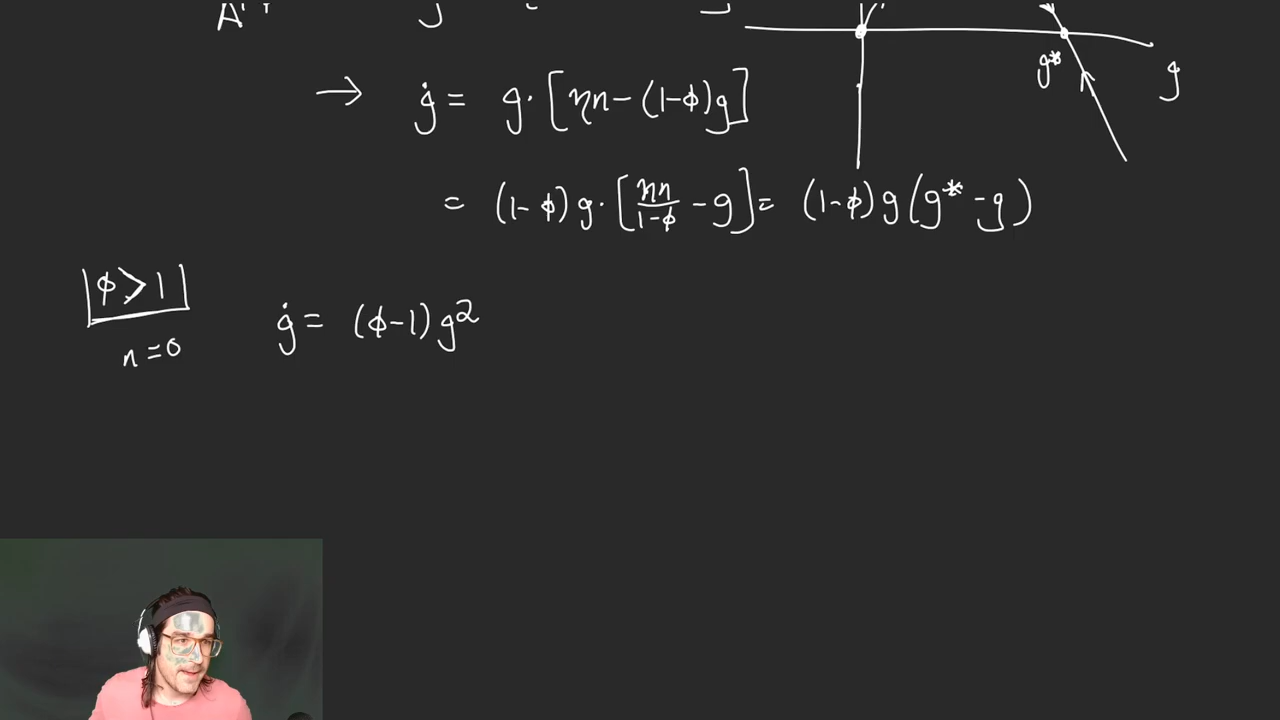 g*
g
→ ġ = g·[ηn-(1-ϕ)g]
= (1-ϕ)g·[ηn/1-ϕ - g] = (1-ϕ)g(g* - g)
ϕ>1
n=0
ġ = (ϕ-1)g²